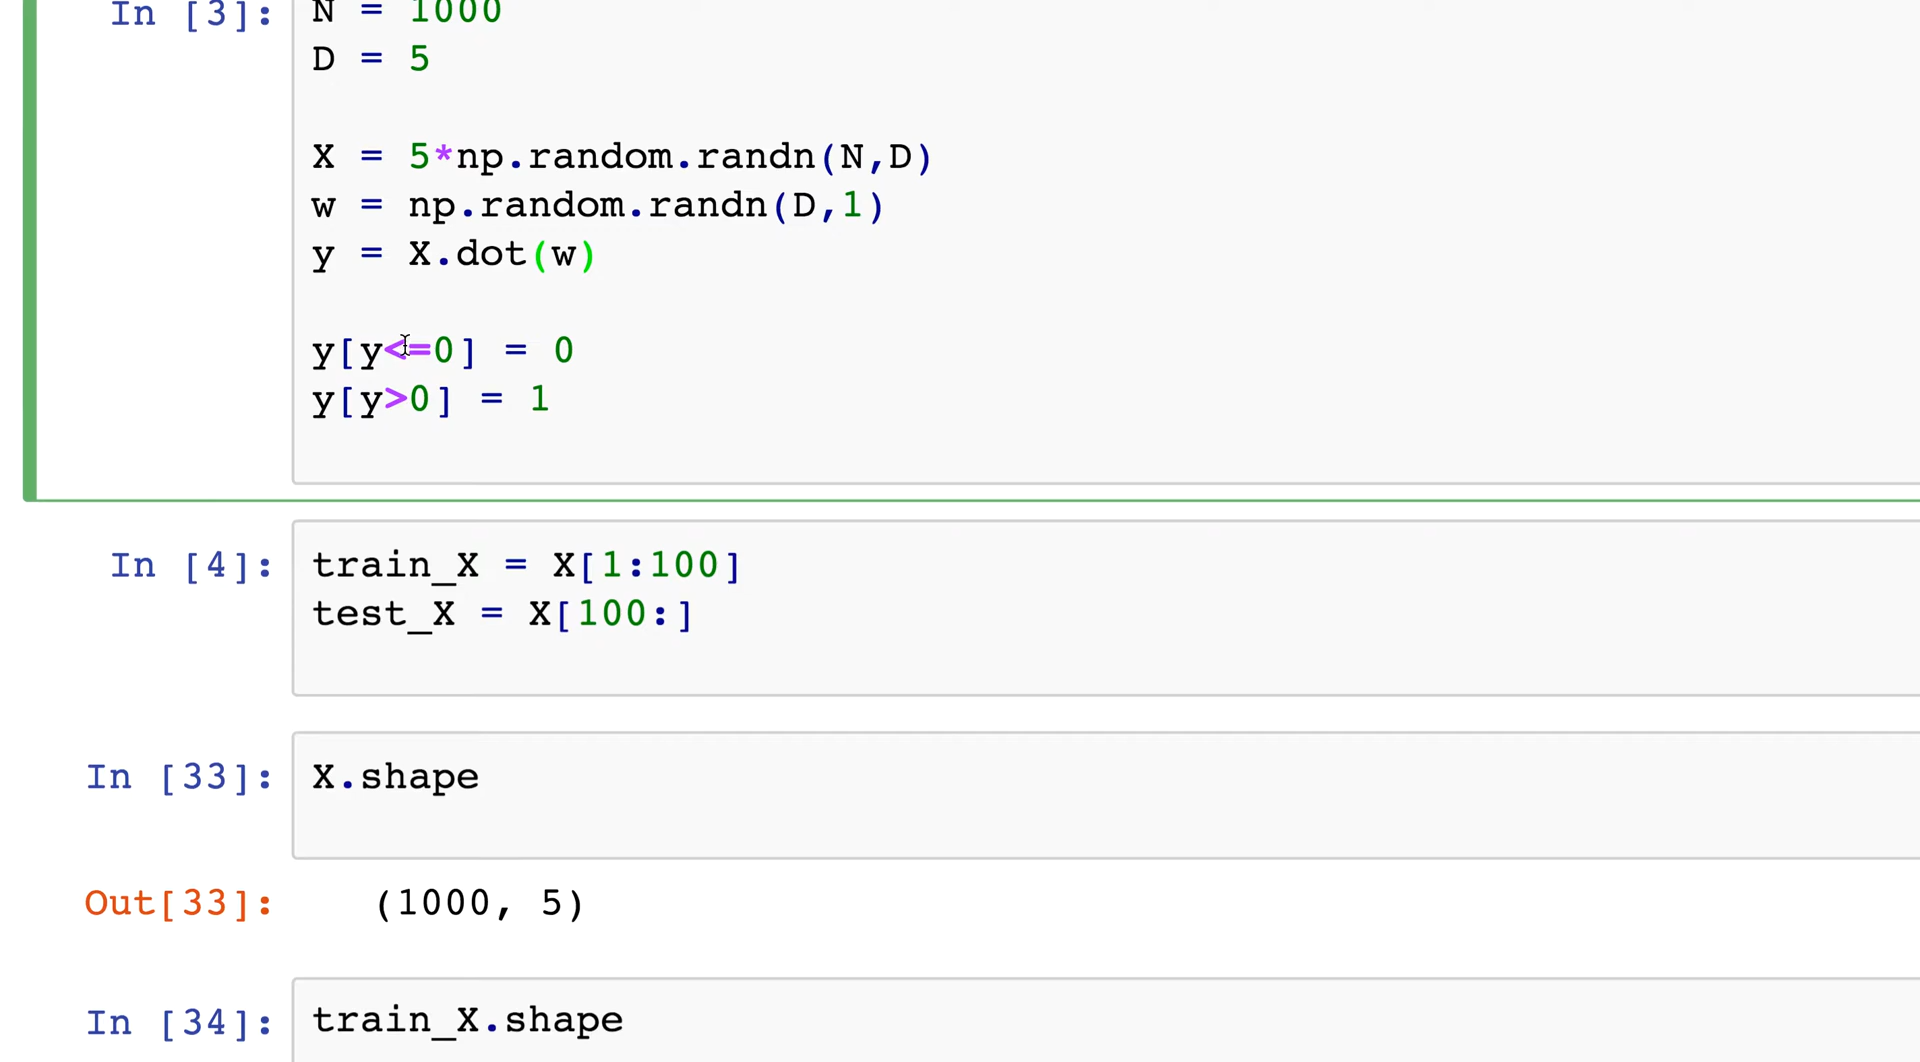 In [3]: N = 1000
D = 5
X = 5*np.random.randn(N,D)
w = np.random.randn(D,1)
y = X.dot(w)
y[y<=0] = 0
y[y>0] = 1
In [4]: train_X = X[1:100]
test_X = X[100:]
In [33]: X.shape
Out[33]: (1000, 5)
In [34]: train_X.shape